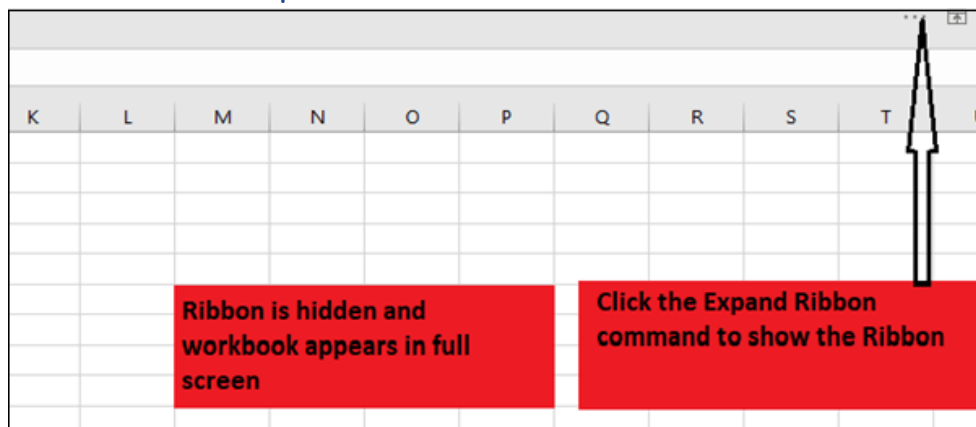 ...
K L M N O P Q R S T
Ribbon is hidden and
workbook appears in full
screen
Click the Expand Ribbon
command to show the Ribbon